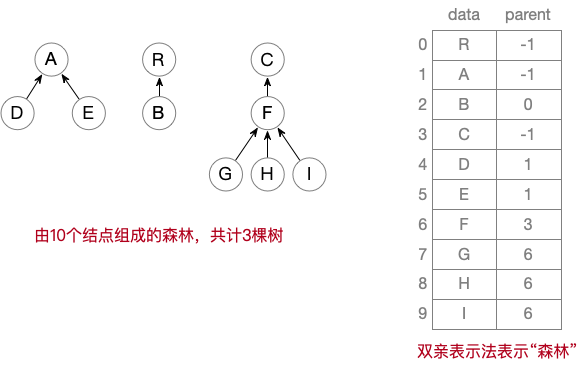 A
D
E
R
B
C
F
G
H
I
由10个结点组成的森林，共计3棵树
data parent
0 R -1
1 A -1
2 B 0
3 C -1
4 D 1
5 E 1
6 F 3
7 G 6
8 H 6
9 I 6
双亲表示法表示“森林”